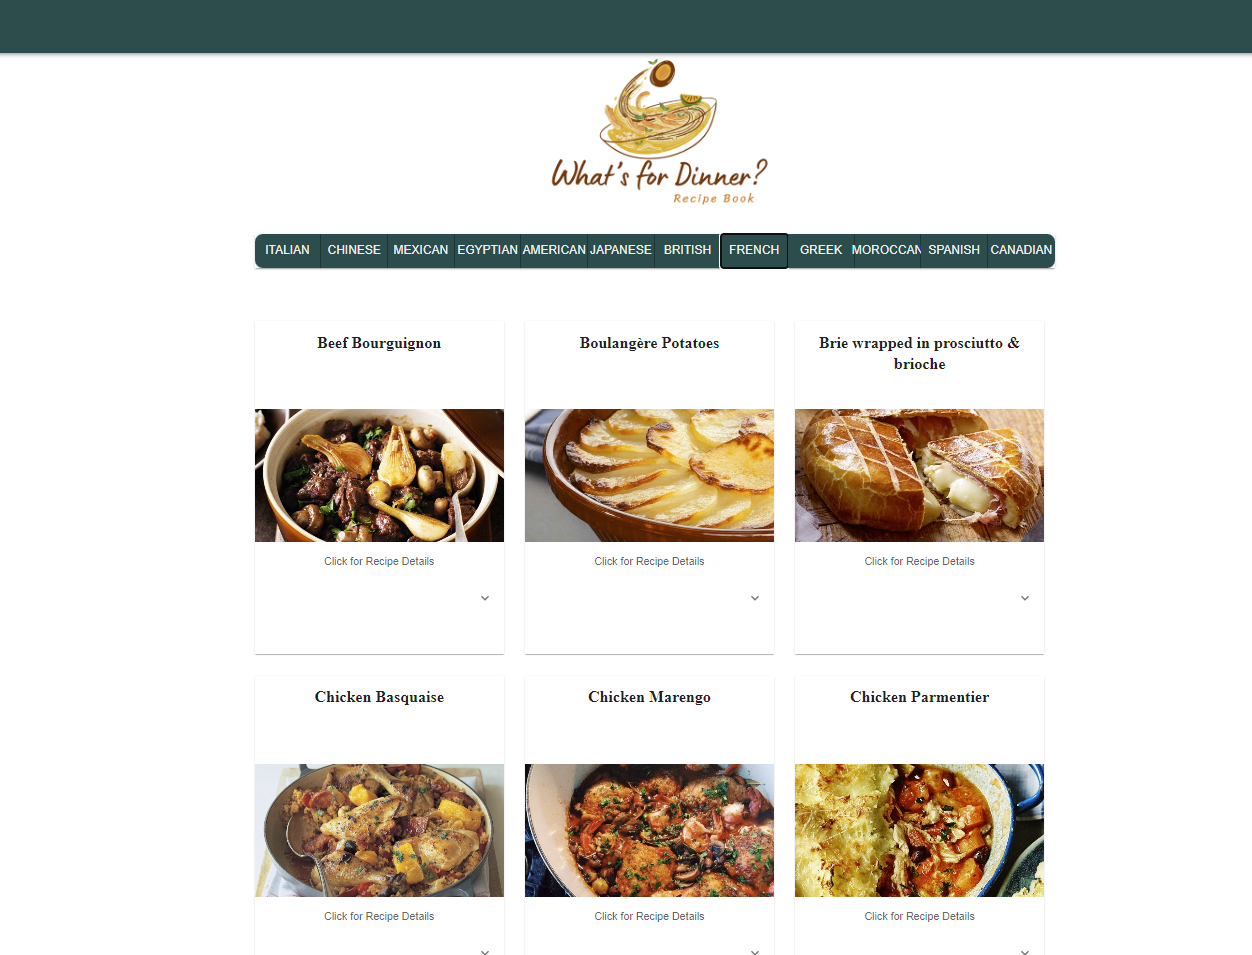 What's for Dinner?
Recipe Book
ITALIAN CHINESE MEXICAN EGYPTIAN AMERICAN JAPANESE BRITISH FRENCH GREEK MOROCCAN SPANISH CANADIAN
Beef Bourguignon
Boulangère Potatoes
Brie wrapped in prosciutto &
brioche
Click for Recipe Details
Click for Recipe Details
Click for Recipe Details
Chicken Basquaise
Chicken Marengo
Chicken Parmentier
Click for Recipe Details
Click for Recipe Details
Click for Recipe Details